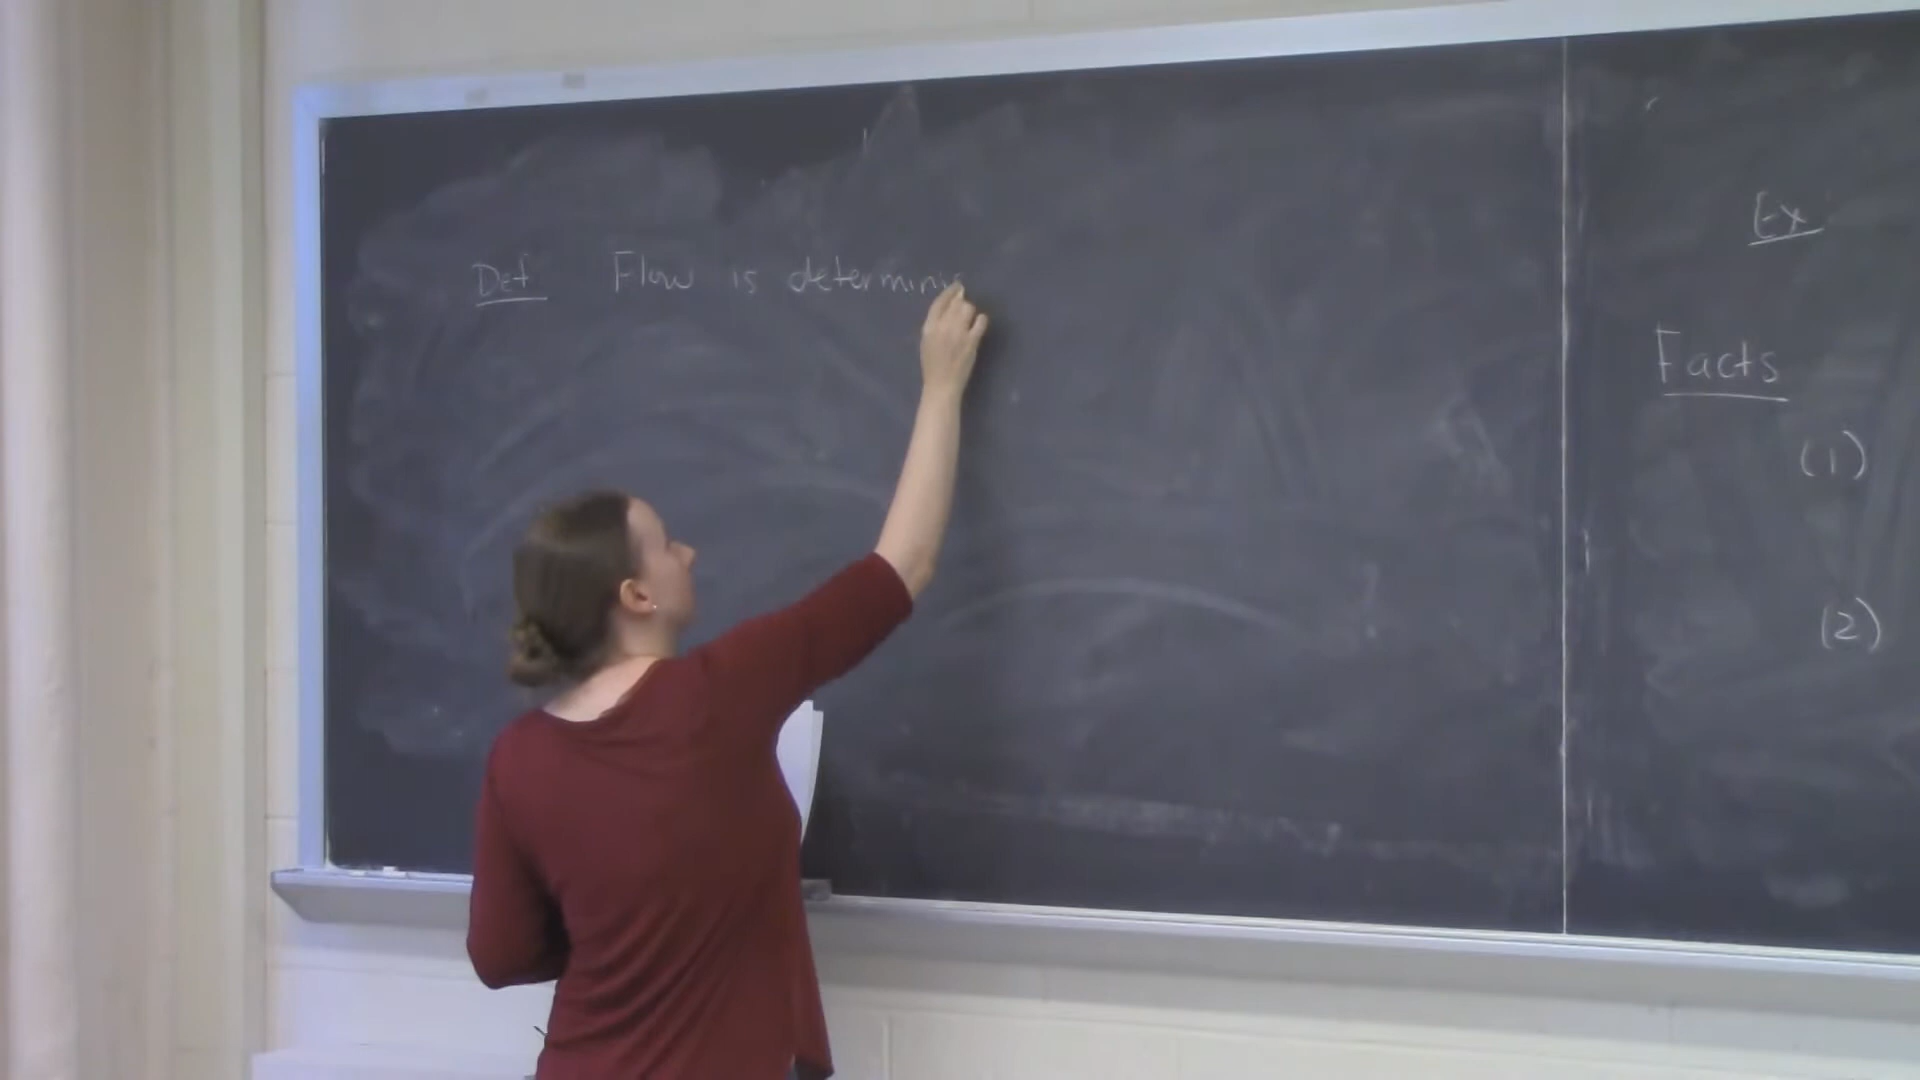 Def Flow is determinis
Ex
Facts
(1)
(2)